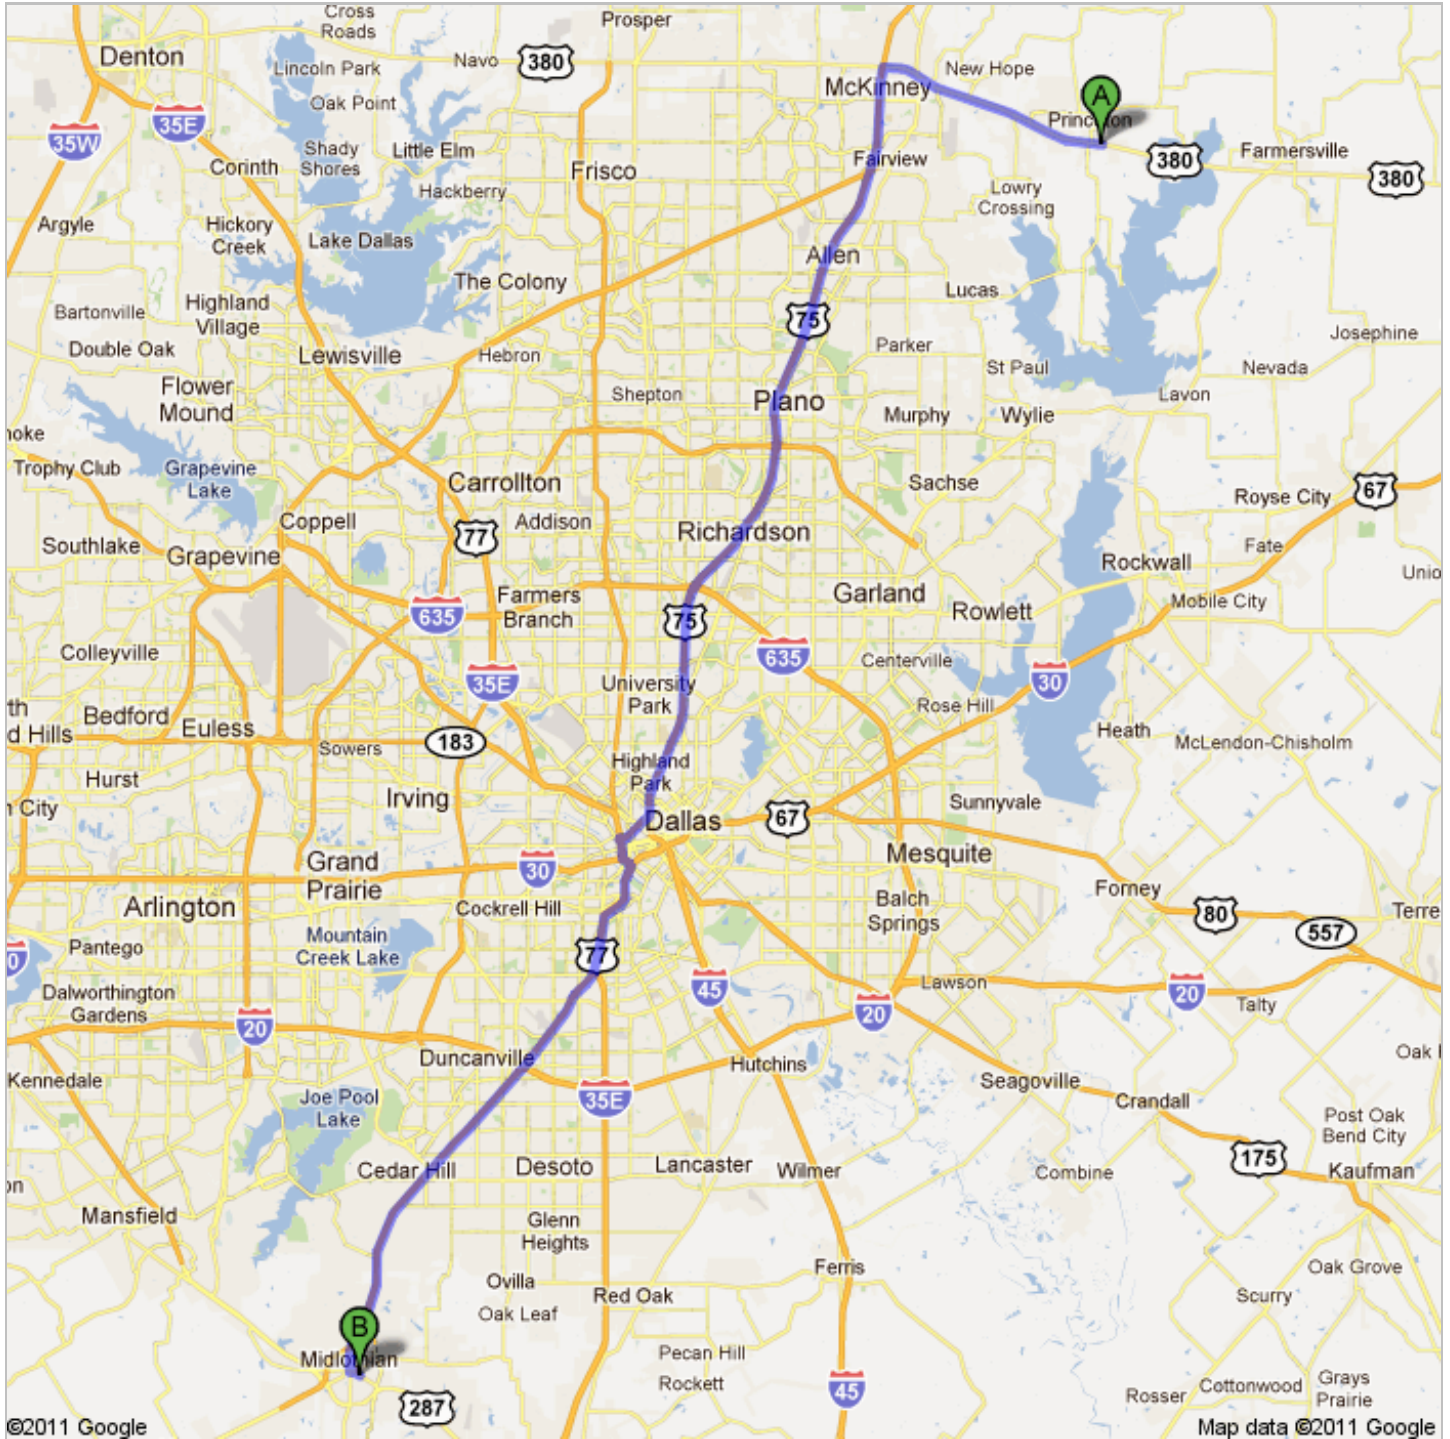 Cross
Roads
Prosper
Denton
Navo
380
Lincoln Park
New Hope
McKinney
Oak Point
A
Princeton
35E
35W
Shady
Shores
Little Elm
Fairview
380
Farmersville
380
Corinth
Frisco
Hackberry
Lowry
Crossing
Argyle
Hickory
Creek
Lake Dallas
Allen
The Colony
Lucas
Highland
Village
Bartonville
75
Josephine
Double Oak
Lewisville
Hebron
Parker
St Paul
Nevada
Flower
Mound
Shepton
Plano
Murphy
Wylie
Lavon
noke
Trophy Club
Grapevine
Lake
Carrollton
Sachse
Royse City
67
Coppell
77
Addison
Richardson
Southlake
Grapevine
Fate
Rockwall
Unio
Farmers
Branch
635
75
Garland
Rowlett
Mobile City
Colleyville
635
Centerville
35E
University
Park
30
Rose Hill
th
d Hills
Bedford
Euless
Sowers
183
Heath
McLendon-Chisholm
Hurst
Highland
Park
n City
Irving
Dallas
67
Sunnyvale
Grand
Prairie
30
Mesquite
Arlington
Cockrell Hill
Balch
Springs
Forney
80
Terre
557
Pantego
Mountain
Creek Lake
77
0
Dalworthington
Gardens
45
Lawson
20
Talty
20
20
Duncanville
Hutchins
Oak
Kennedale
Joe Pool
Lake
35E
Seagoville
Crandall
Post Oak
Bend City
175
Kaufman
Cedar Hill
Desoto
Lancaster
Wilmer
Combine
on
Mansfield
Glenn
Heights
Ovilla
Ferris
Oak Grove
Oak Leaf
Red Oak
Scurry
B
Midlothian
Pecan Hill
Rockett
45
Rosser
Cottonwood
Grays
Prairie
287
©2011 Google
Map data ©2011 Google